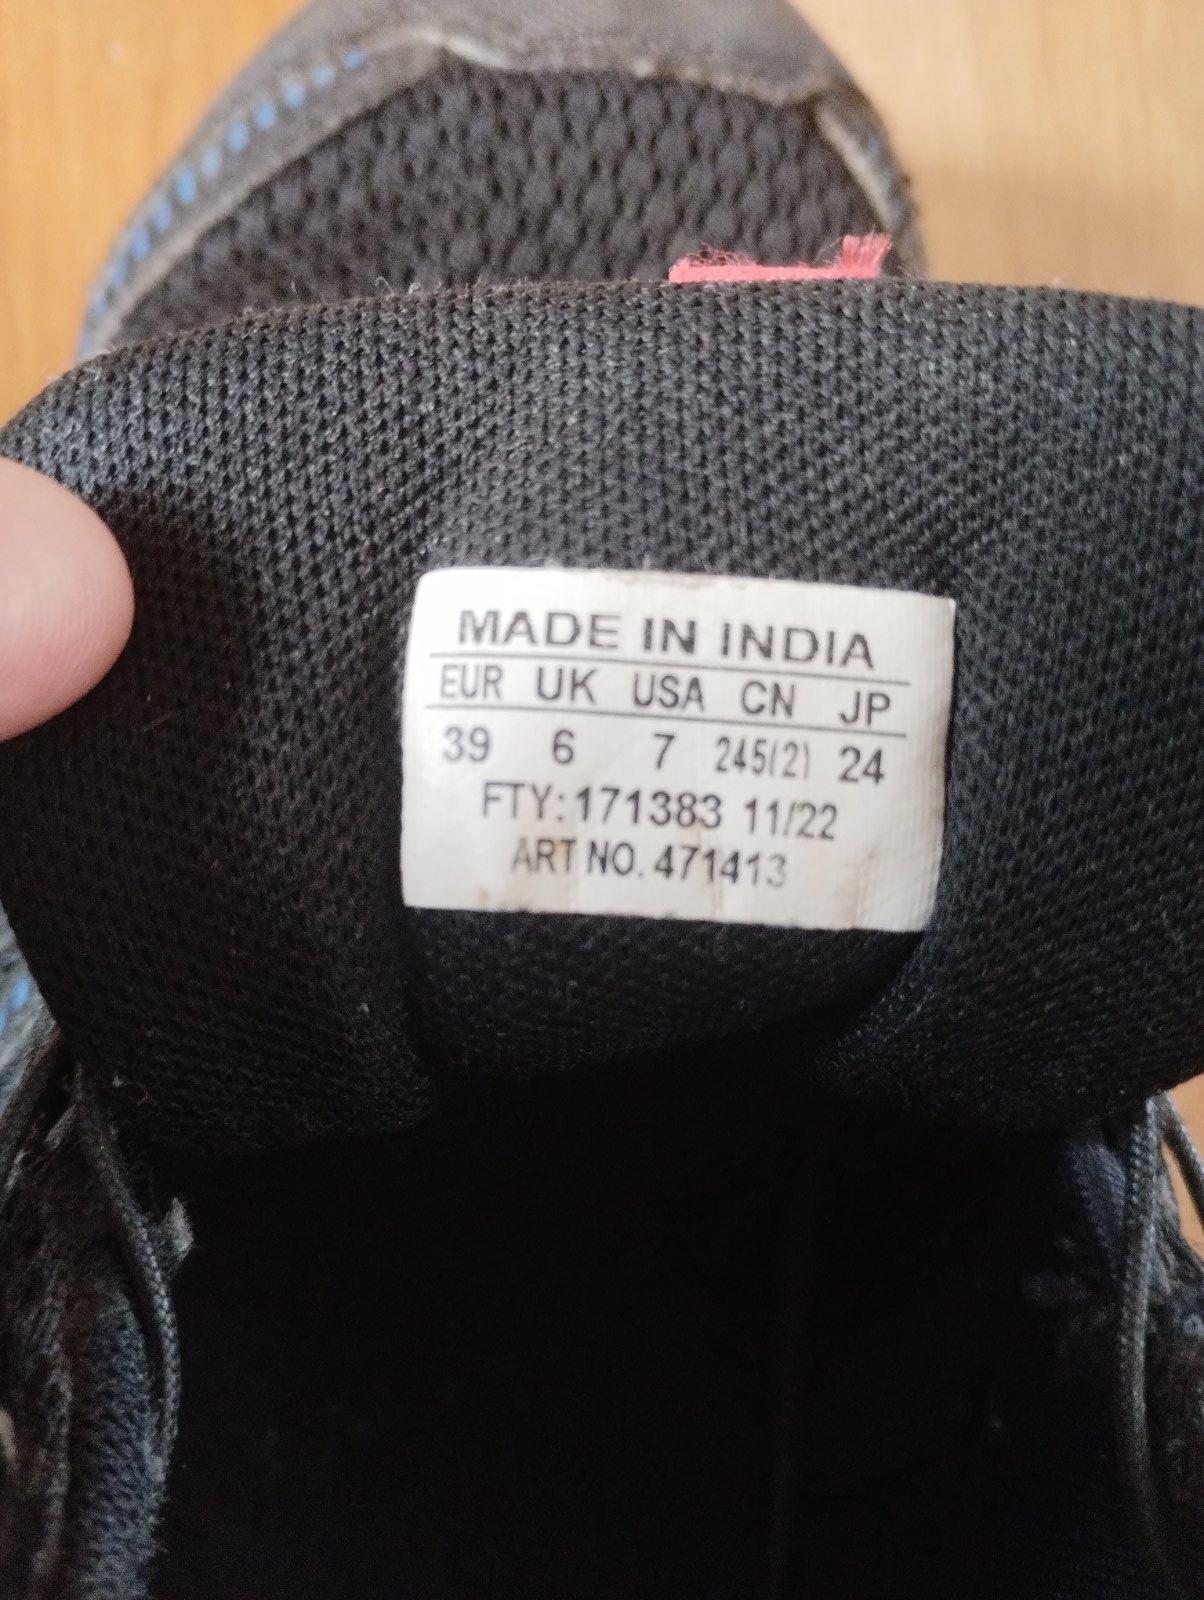 MADE IN INDIA
EUR UK USA CN JP
39 6 7 245(2) 24
FTY: 171383 11/22
ART NO. 471413